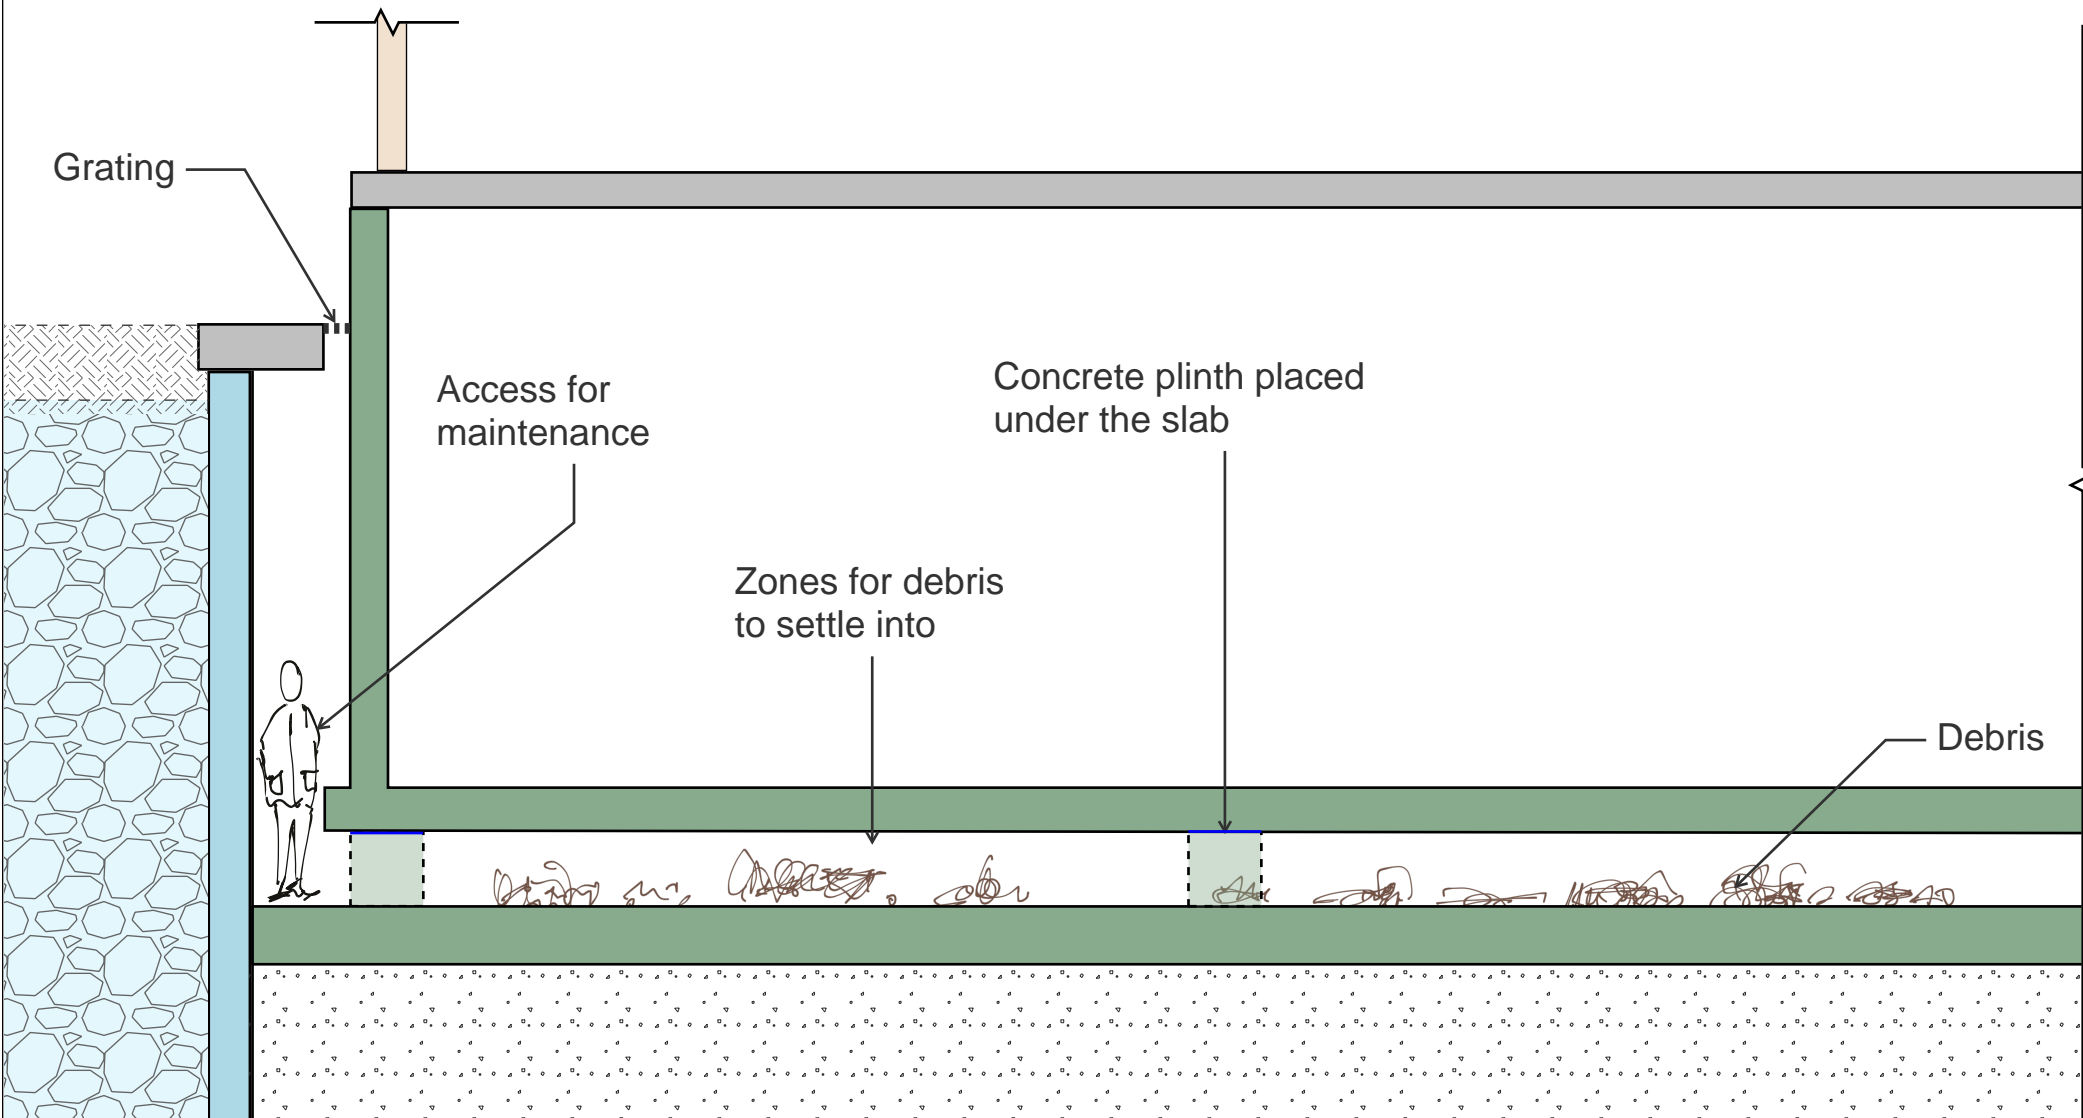 Grating
Access for
maintenance
Concrete plinth placed
under the slab
Zones for debris
to settle into
Debris